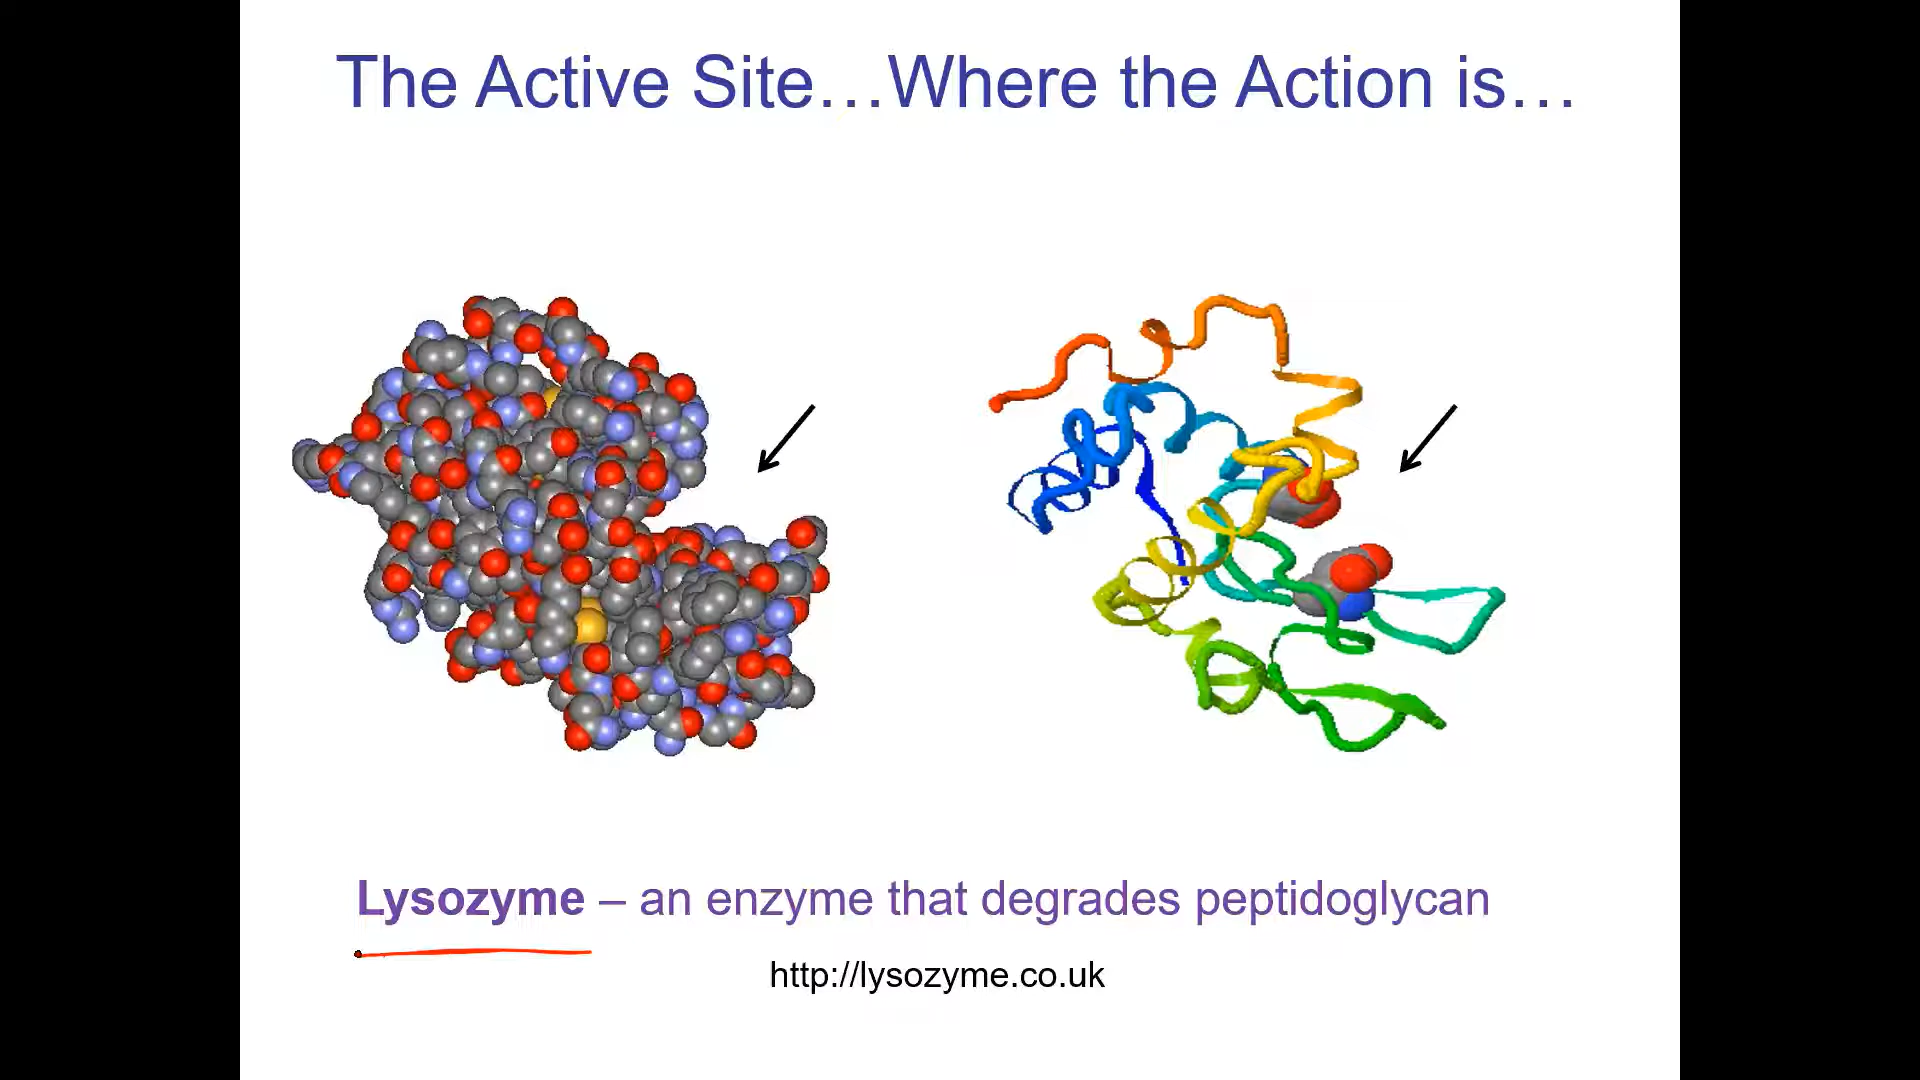 The Active Site…Where the Action is…
Lysozyme – an enzyme that degrades peptidoglycan
http://lysozyme.co.uk